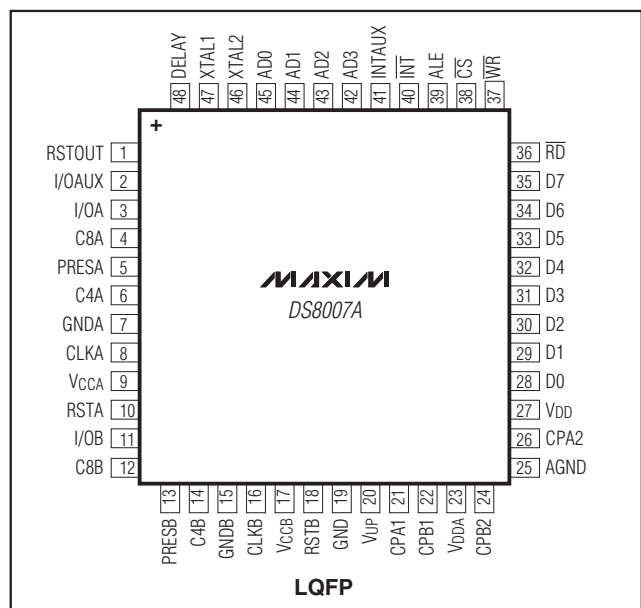 DELAY
XTAL1
XTAL2
AD0
AD1
AD2
AD3
INTAUX
I̅N̅T̅
ALE
C̅S̅
W̅R̅
48
47
46
45
44
43
42
41
40
39
38
37
+
RSTOUT 1
I/OAUX 2
I/OA 3
C8A 4
PRESA 5
C4A 6
GNDA 7
CLKA 8
VCCA 9
RSTA 10
I/OB 11
C8B 12
MAXIM
DS8007A
36 R̅D̅
35 D7
34 D6
33 D5
32 D4
31 D3
30 D2
29 D1
28 D0
27 VDD
26 CPA2
25 AGND
13
14
15
16
17
18
19
20
21
22
23
24
PRESB
C4B
GNDB
CLKB
VCCB
RSTB
GND
VUP
CPA1
CPB1
VDDA
CPB2
LQFP